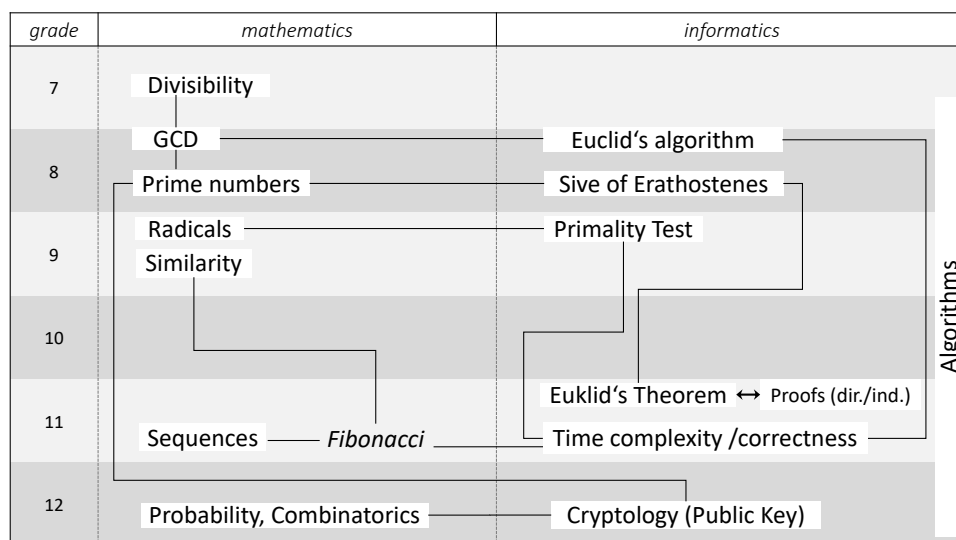 grade mathematics informatics
7 Divisibility
GCD Euclid‘s algorithm
8
Prime numbers Sive of Erathostenes
Radicals Primality Test
9
Similarity
10
Euklid‘s Theorem ↔ Proofs (dir./ind.)
11
Sequences Fibonacci Time complexity /correctness
12 Probability, Combinatorics Cryptology (Public Key)
Algorithms